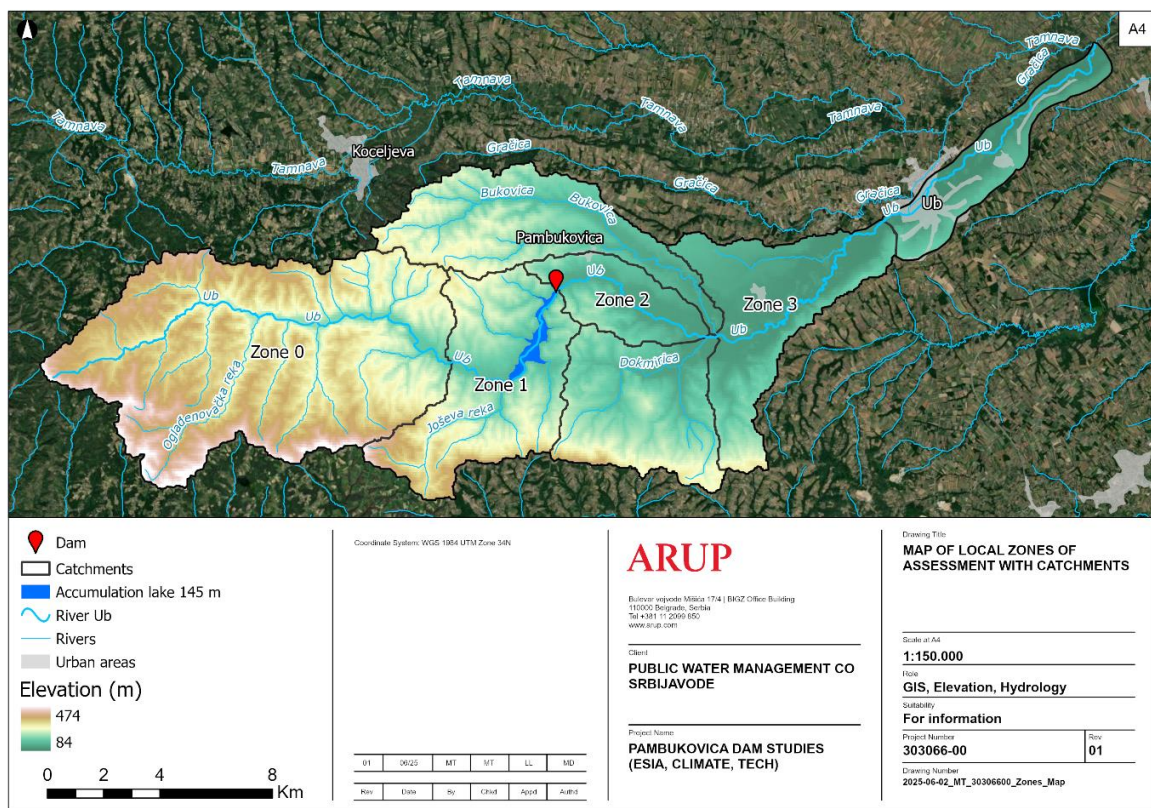 A4
Tamnava
Gračica
Tamnava
Tamnava
Tamnava
Tamnava
Koceljeva
Tamnava
Gračica
Gračica
Gračica
Ub
Ub
Ub
Bukovica
Bukovica
Pambukovica
Ub
Zone 2
Zone 3
Ub
Ub
Ub
Zone 0
Ub
Zone 1
Dokmirica
Oglađenovačka reka
Joševa reka
Dam
Catchments
Accumulation lake 145 m
River Ub
Rivers
Urban areas
Elevation (m)
474
84
0 2 4 8
Km
Coordinate System: WGS 1984 UTM Zone 34N
01 06/25 MT MT LL MD
Rev Date By Chkd Appd Authd
ARUP
Bulevar vojvode Mišića 17/4 | BIGZ Office Building
110000 Belgrade, Serbia
Tel +381 11 2099 850
www.arup.com
Client
PUBLIC WATER MANAGEMENT CO
SRBIJAVODE
Project Name
PAMBUKOVICA DAM STUDIES
(ESIA, CLIMATE, TECH)
Drawing Title
MAP OF LOCAL ZONES OF
ASSESSMENT WITH CATCHMENTS
Scale at A4
1:150.000
Role
GIS, Elevation, Hydrology
Suitability
For information
Project Number
303066-00
Rev
01
Drawing Number
2025-06-02_MT_30306600_Zones_Map